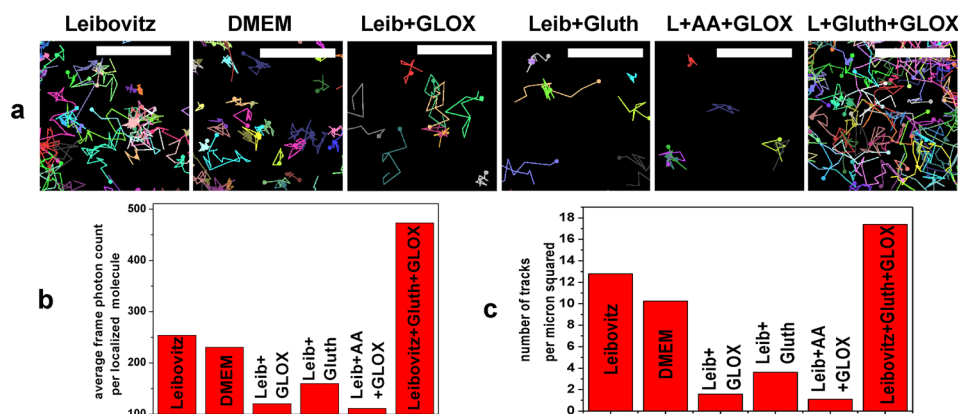 Leibovitz DMEM Leib+GLOX Leib+Gluth L+AA+GLOX L+Gluth+GLOX
a
b
average frame photon count
per localized molecule
500
400
300
200
100
Leibovitz
DMEM
Leib+
GLOX
Leib+
Gluth
Leib+AA
+GLOX
Leibovitz+Gluth+GLOX
c
number of tracks
per micron squared
18
16
14
12
10
8
6
4
2
0
Leibovitz
DMEM
Leib+
GLOX
Leib+
Gluth
Leib+AA
+GLOX
Leibovitz+Gluth+GLOX